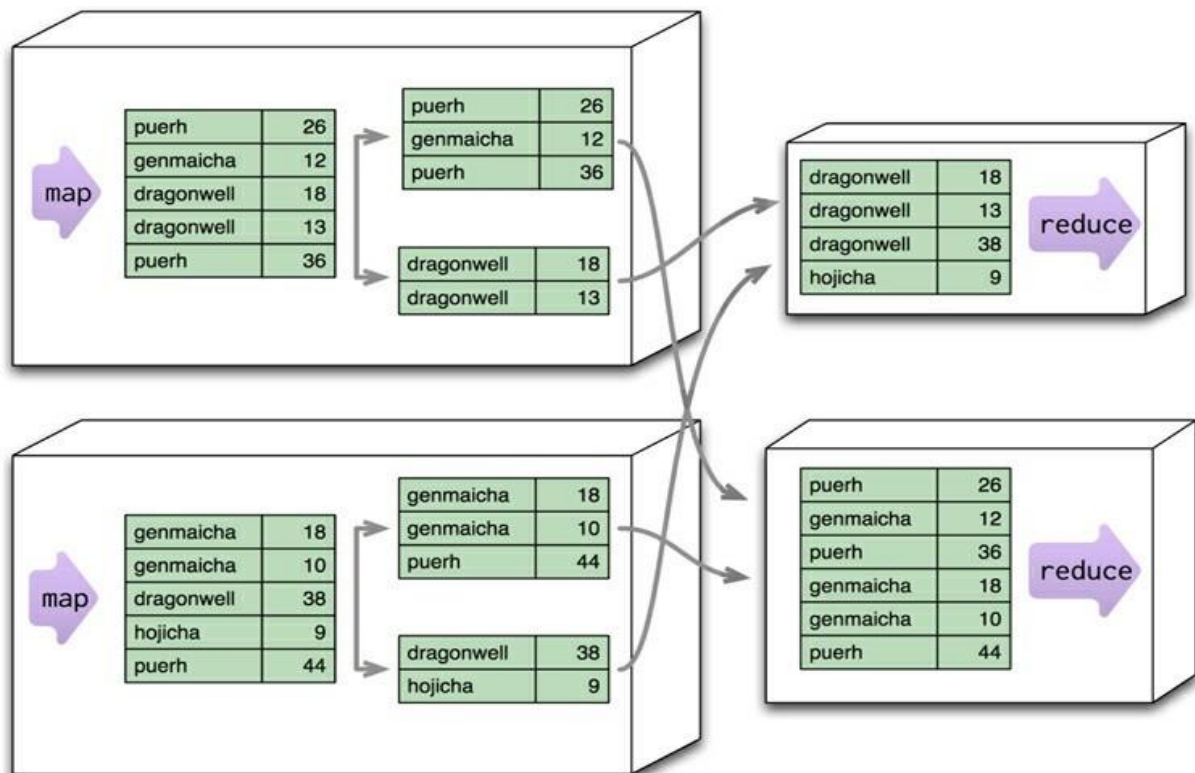 map
puerh 26
genmaicha 12
dragonwell 18
dragonwell 13
puerh 36
puerh 26
genmaicha 12
puerh 36
dragonwell 18
dragonwell 13
dragonwell 18
dragonwell 13
dragonwell 38
hojicha 9
reduce
map
genmaicha 18
genmaicha 10
dragonwell 38
hojicha 9
puerh 44
genmaicha 18
genmaicha 10
puerh 44
dragonwell 38
hojicha 9
puerh 26
genmaicha 12
puerh 36
genmaicha 18
genmaicha 10
puerh 44
reduce